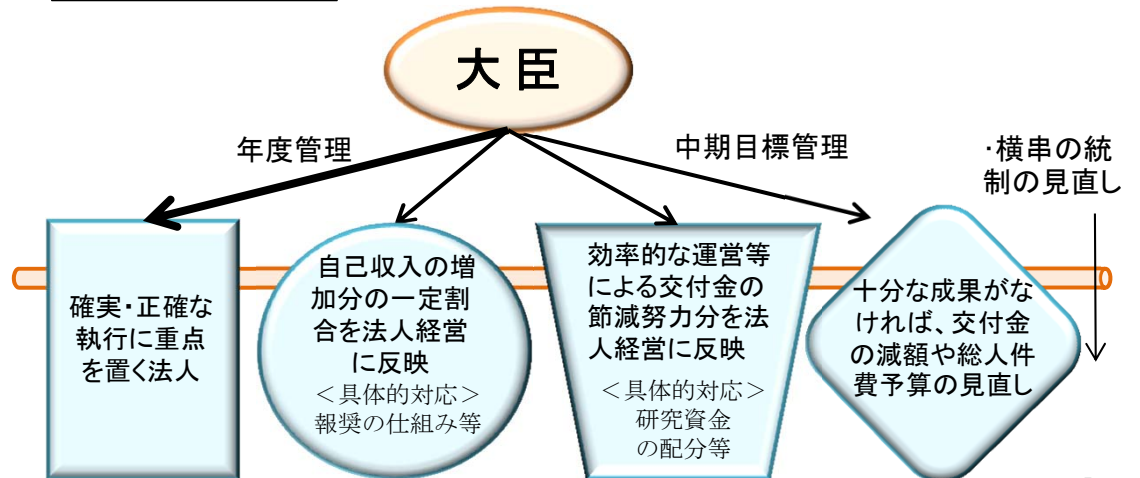 大臣
年度管理
中期目標管理
・横串の統
制の見直し
確実・正確な
執行に重点
を置く法人
自己収入の増
加分の一定割
合を法人経営
に反映
＜具体的対応＞
報奨の仕組み等
効率的な運営等
による交付金の
節減努力分を法
人経営に反映
＜具体的対応＞
研究資金
の配分等
十分な成果がな
ければ、交付金
の減額や総人件
費予算の見直し